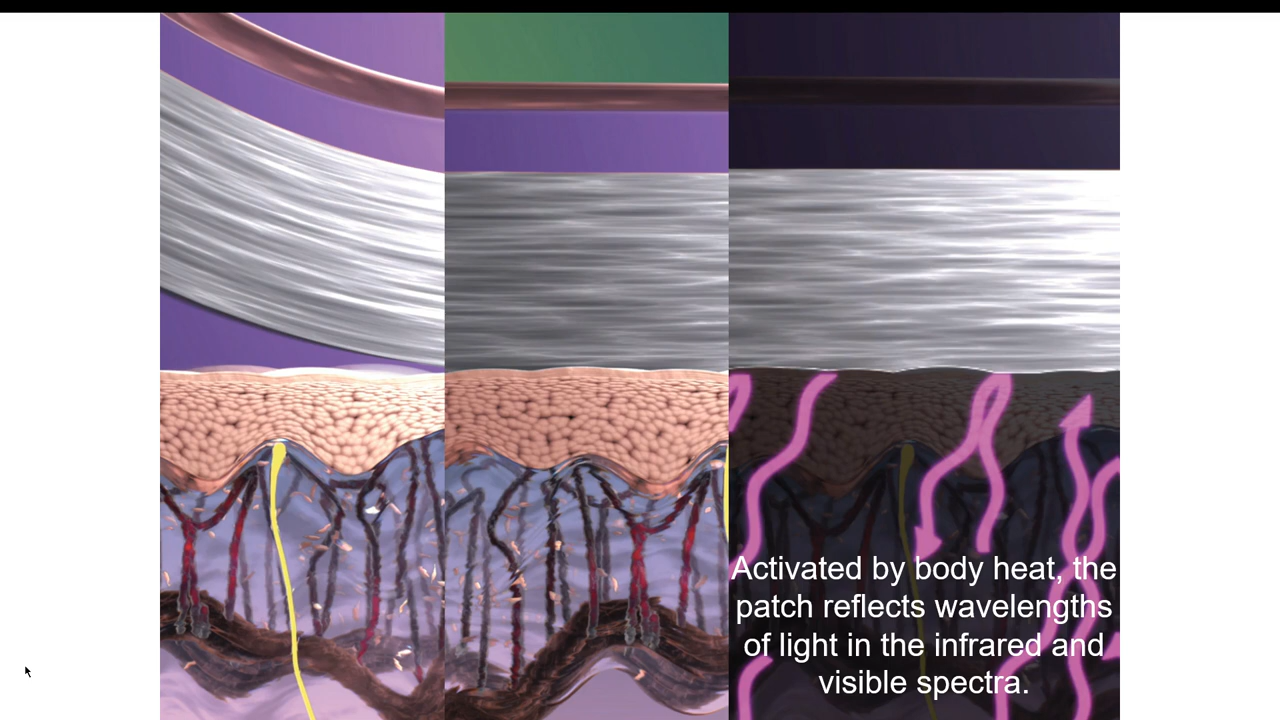 Activated by body heat, the
patch reflects wavelengths
of light in the infrared and
visible spectra.